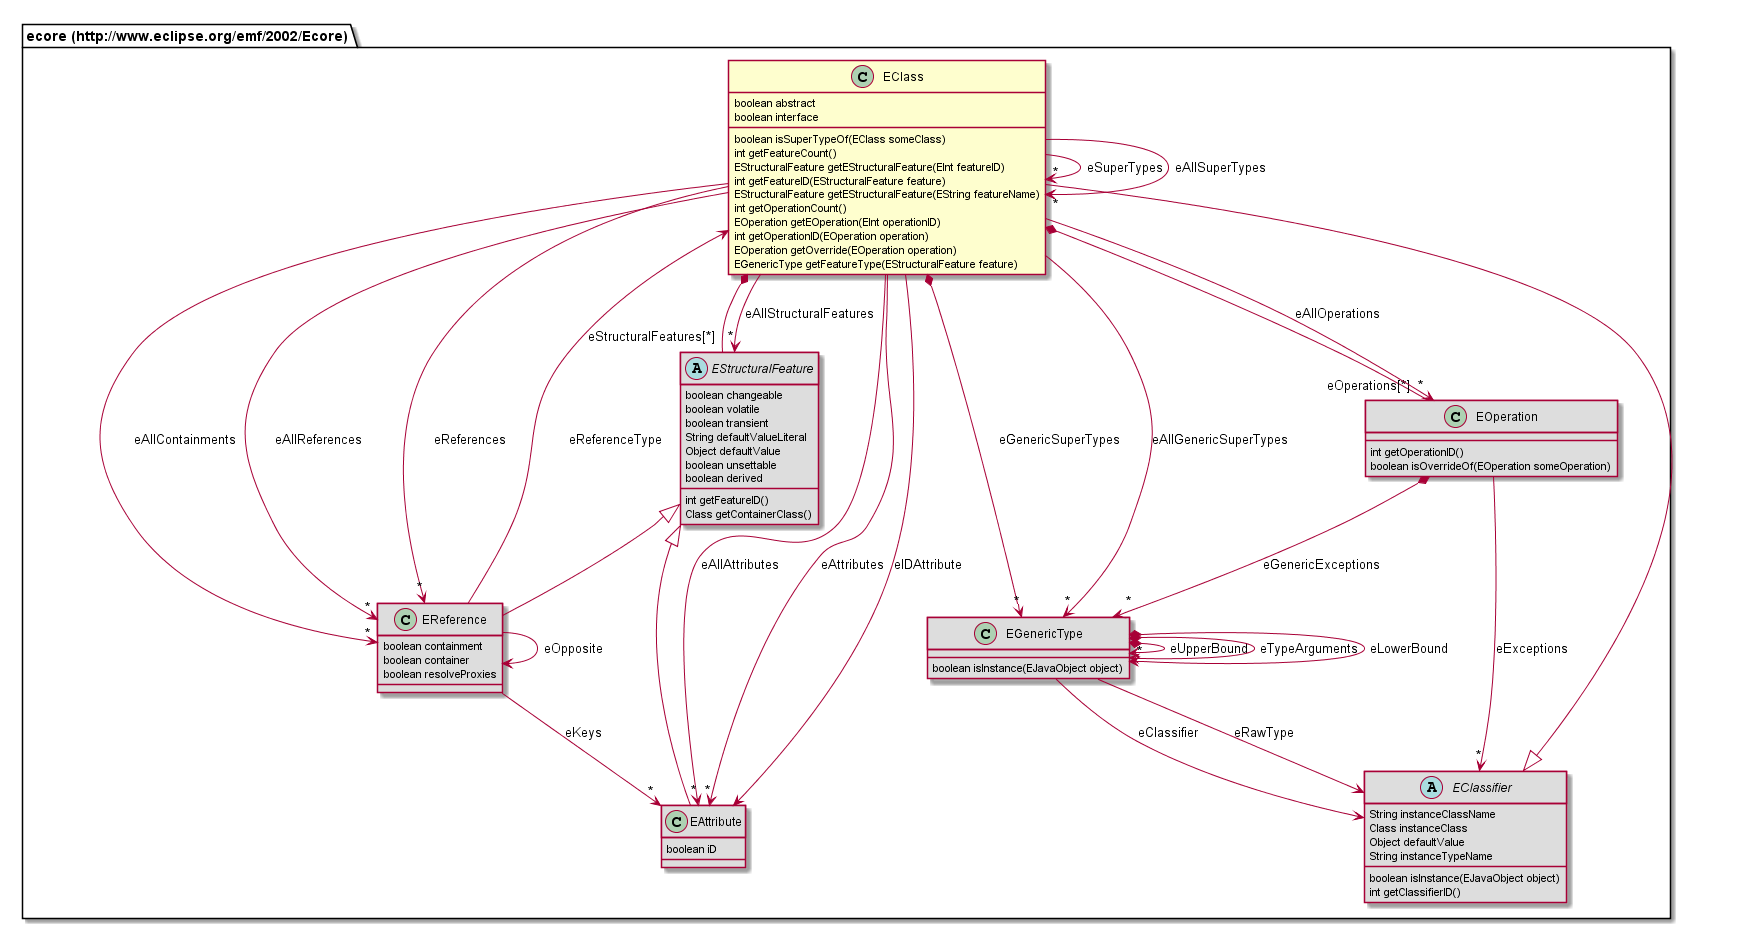 ecore (http://www.eclipse.org/emf/2002/Ecore)
C EClass
boolean abstract
boolean interface
boolean isSuperTypeOf(EClass someClass)
int getFeatureCount()
EStructuralFeature getEStructuralFeature(EInt featureID)
int getFeatureID(EStructuralFeature feature)
EStructuralFeature getEStructuralFeature(EString featureName)
int getOperationCount()
EOperation getEOperation(EInt operationID)
int getOperationID(EOperation operation)
EOperation getOverride(EOperation operation)
EGenericType getFeatureType(EStructuralFeature feature)
* eSuperTypes
* eAllSuperTypes
eAllStructuralFeatures
*
eStructuralFeatures[*]
eAllOperations
*
eOperations[*]
A EStructuralFeature
boolean changeable
boolean volatile
boolean transient
String defaultValueLiteral
Object defaultValue
boolean unsettable
boolean derived
int getFeatureID()
Class getContainerClass()
C EOperation
int getOperationID()
boolean isOverrideOf(EOperation someOperation)
eAllContainments
*
eAllReferences
*
eReferences
*
eReferenceType
eGenericSuperTypes
*
eAllGenericSuperTypes
*
eAllAttributes
*
eAttributes
*
eIDAttribute
eGenericExceptions
*
eExceptions
*
C EReference
boolean containment
boolean container
boolean resolveProxies
eOpposite
C EGenericType
boolean isInstance(EJavaObject object)
eUpperBound
* eTypeArguments
eLowerBound
eKeys
*
eClassifier
eRawType
C EAttribute
boolean iD
A EClassifier
String instanceClassName
Class instanceClass
Object defaultValue
String instanceTypeName
boolean isInstance(EJavaObject object)
int getClassifierID()